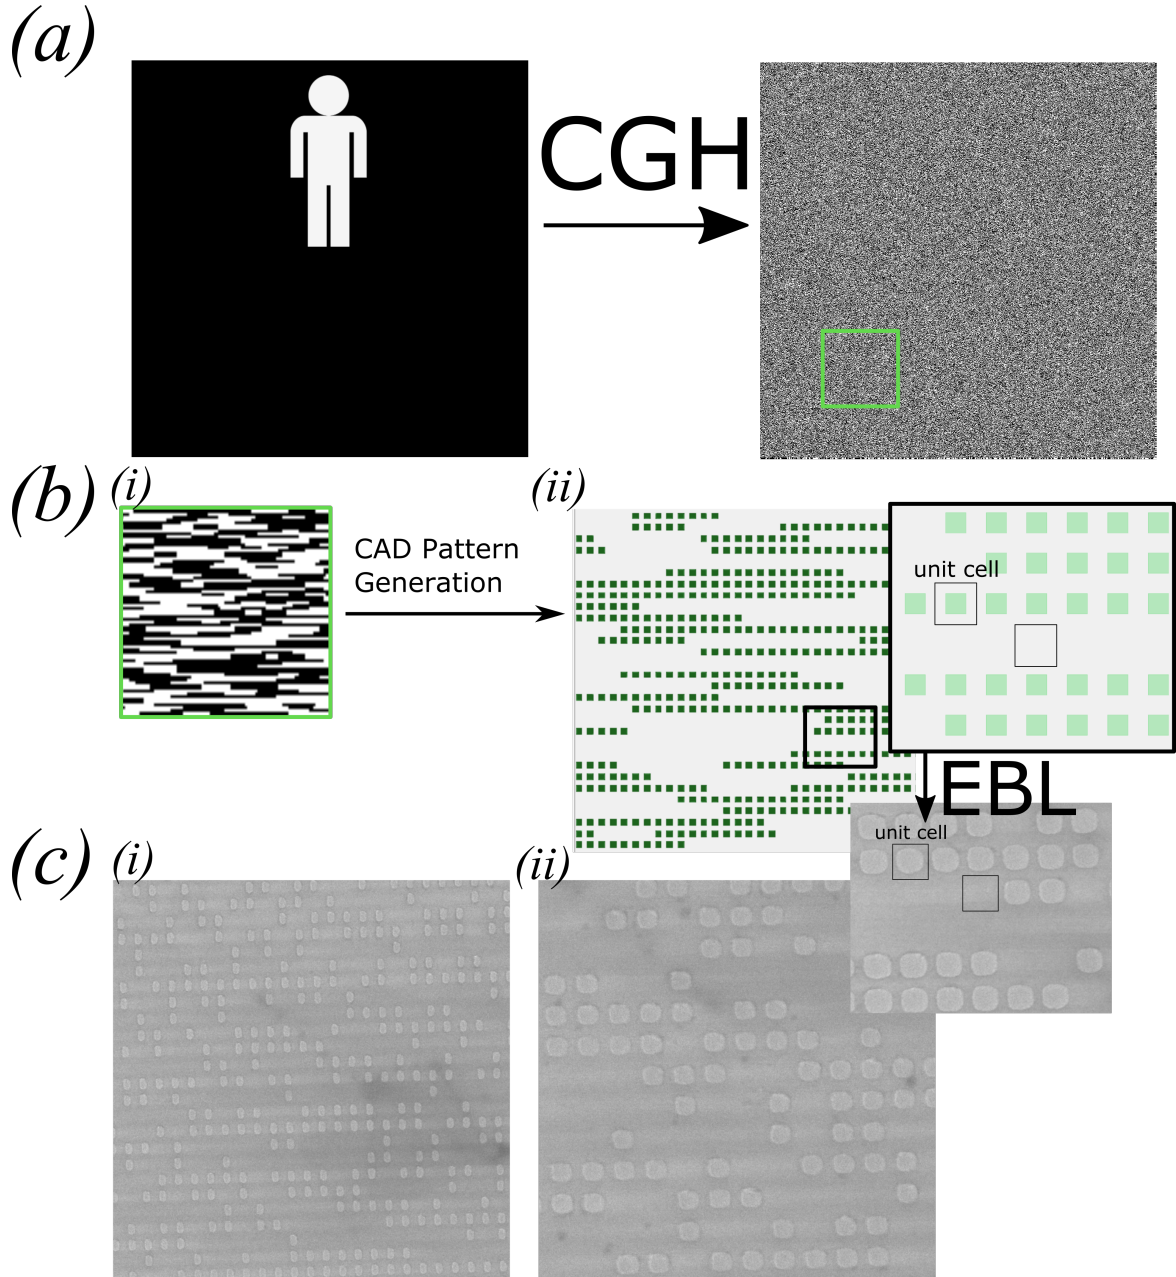 (a)
CGH
(b)
(i)
(ii)
CAD Pattern
Generation
unit cell
EBL
unit cell
(c)
(i)
(ii)